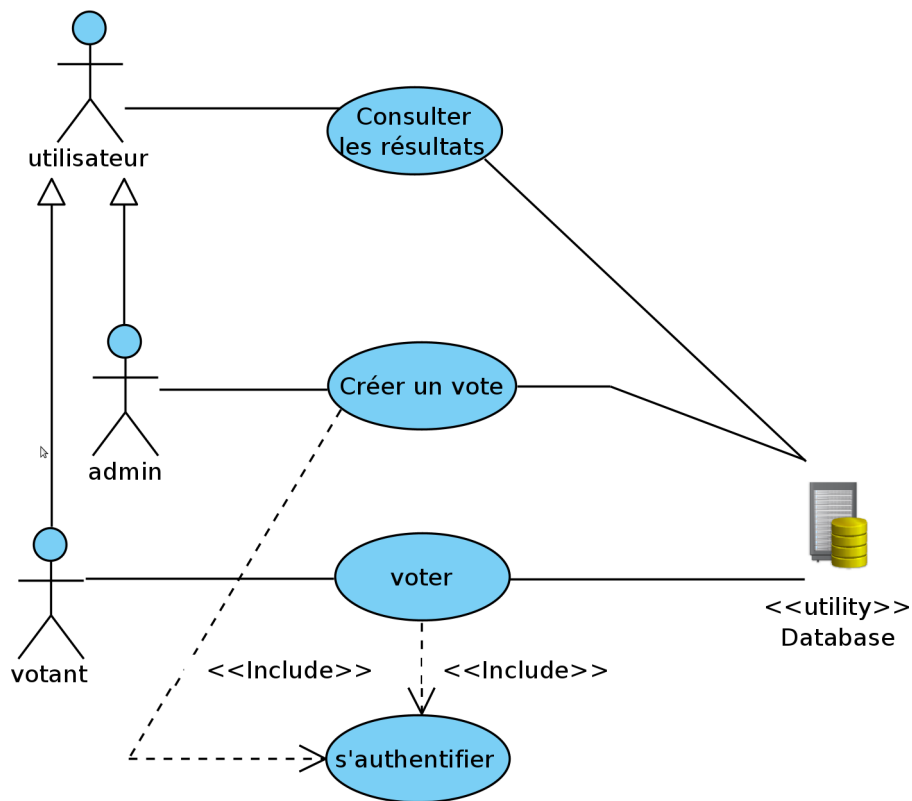 utilisateur
Consulter
les résultats
admin
Créer un vote
votant
voter
<<utility>>
Database
<<Include>>
<<Include>>
s'authentifier